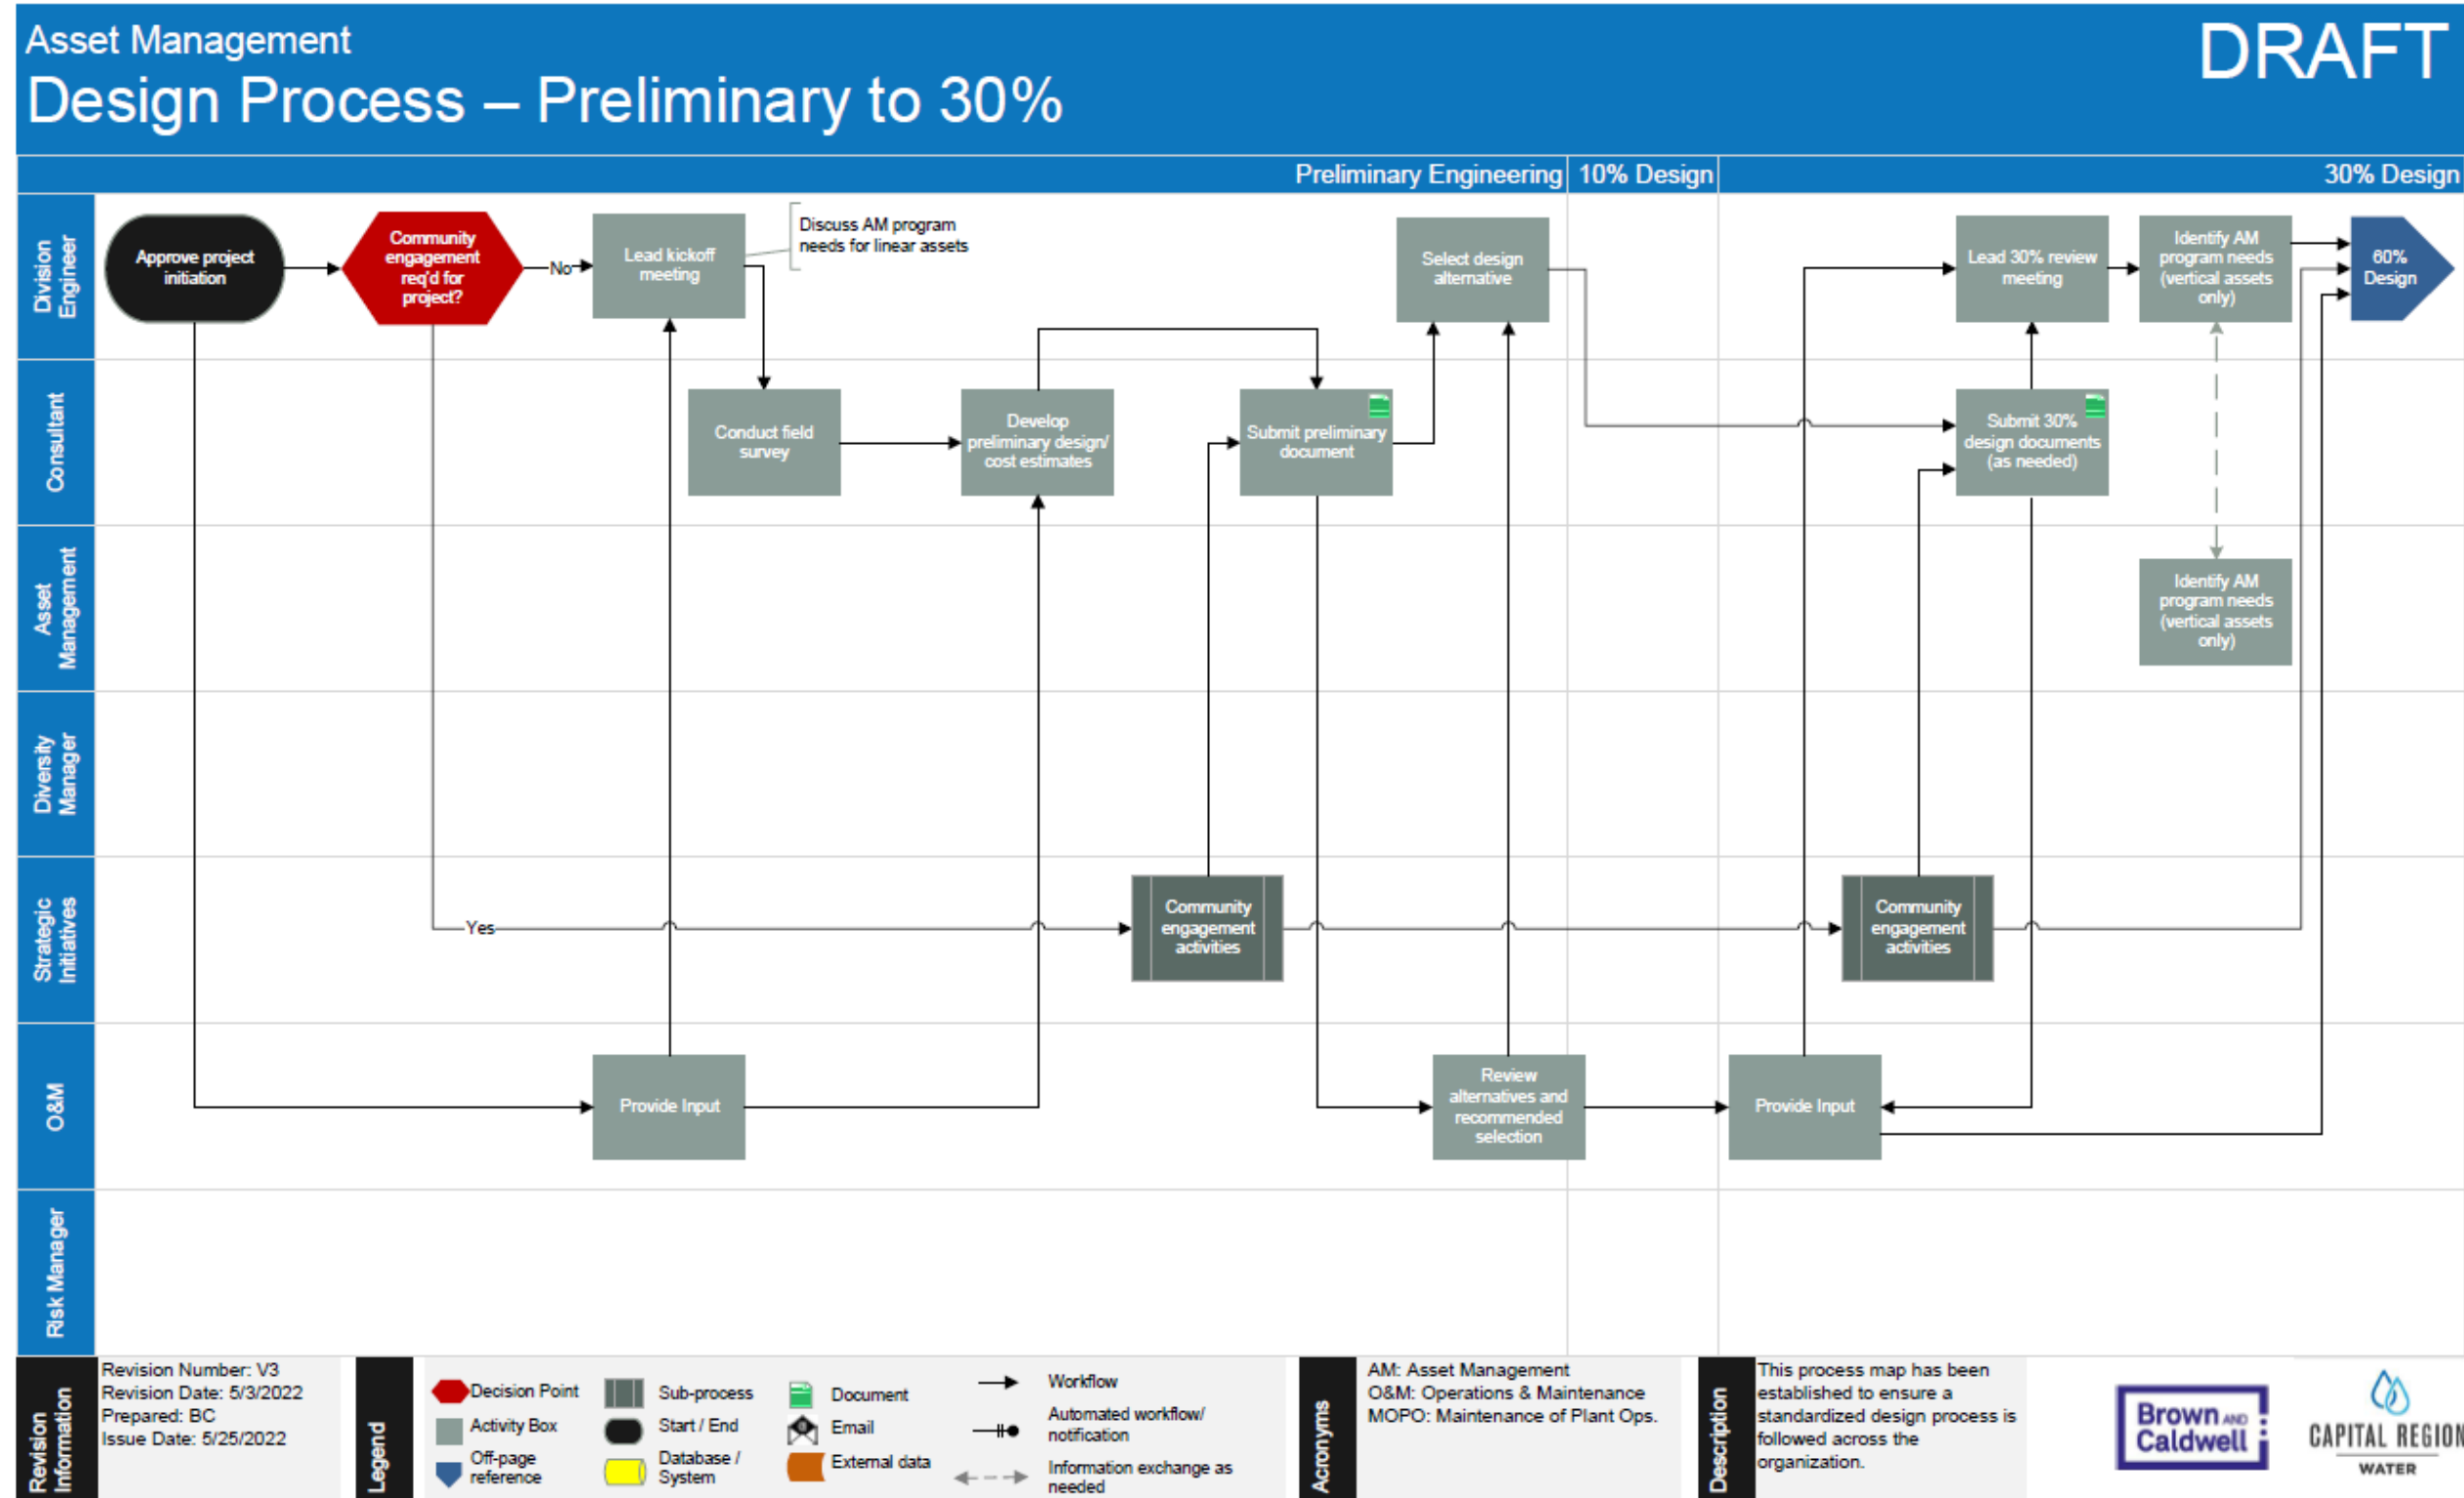 Asset Management
DRAFT
Design Process – Preliminary to 30%
Preliminary Engineering
10% Design
30% Design
Division
Engineer
Approve project
initiation
Community
engagement
req'd for
project?
No
Lead kickoff
meeting
Discuss AM program
needs for linear assets
Select design
alternative
Lead 30% review
meeting
Identify AM
program needs
(vertical assets
only)
60%
Design
Consultant
Conduct field
survey
Develop
preliminary design/
cost estimates
Submit preliminary
document
Submit 30%
design documents
(as needed)
Asset
Management
Identify AM
program needs
(vertical assets
only)
Diversity
Manager
Strategic
Initiatives
Yes
Community
engagement
activities
Community
engagement
activities
O&M
Provide Input
Review
alternatives and
recommended
selection
Provide Input
Risk Manager
Revision
Information
Revision Number: V3
Revision Date: 5/3/2022
Prepared: BC
Issue Date: 5/25/2022
Legend
Decision Point
Activity Box
Off-page
reference
Sub-process
Start / End
Database /
System
Document
Email
External data
Workflow
Automated workflow/
notification
Information exchange as
needed
Acronyms
AM: Asset Management
O&M: Operations & Maintenance
MOPO: Maintenance of Plant Ops.
Description
This process map has been
established to ensure a
standardized design process is
followed across the
organization.
Brown AND
Caldwell
CAPITAL REGION
WATER